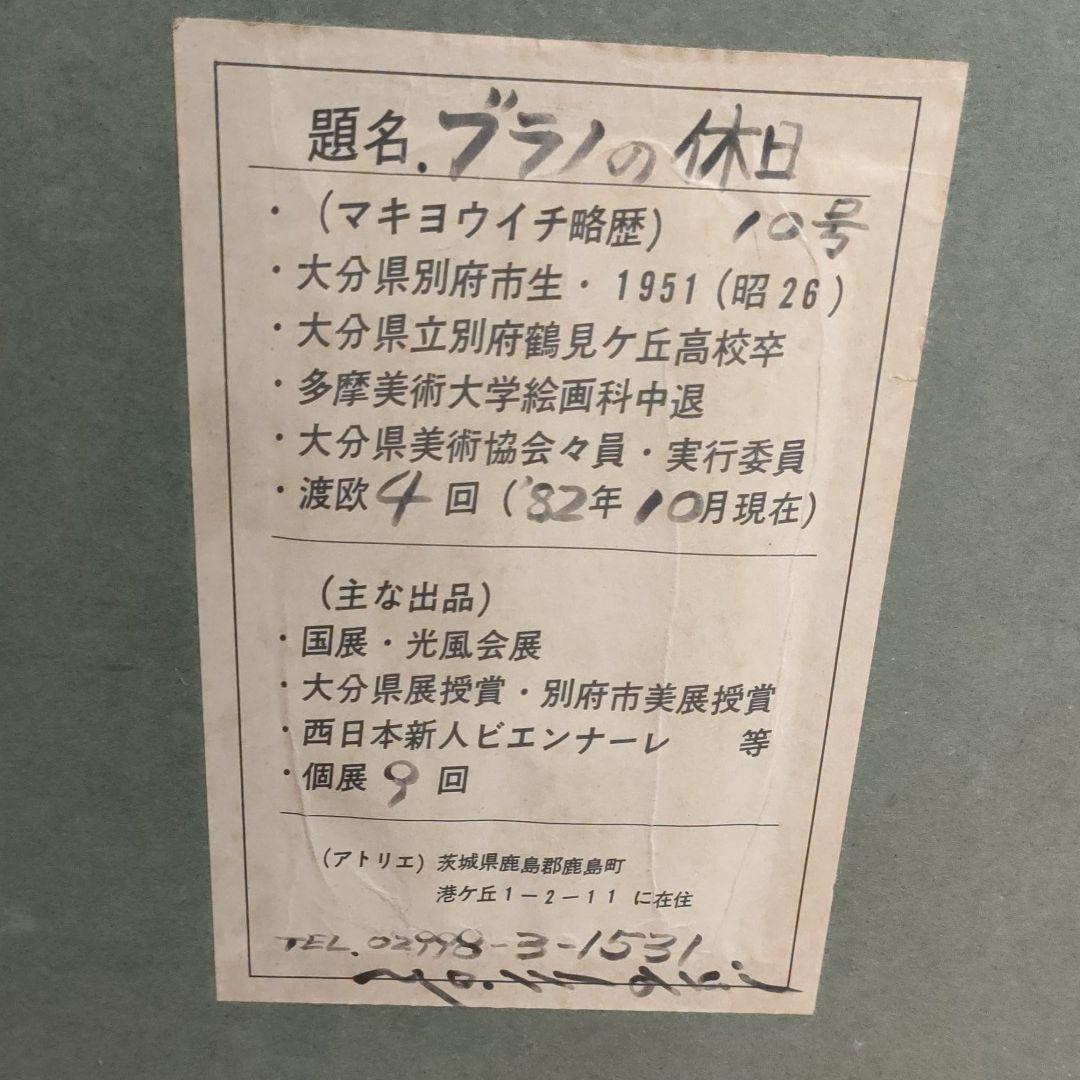 題名.ブラノの休日
・(マキヨウイチ略歴) 10号
・大分県別府市生・1951(昭26)
・大分県立別府鶴見ケ丘高校卒
・多摩美術大学絵画科中退
・大分県美術協会々員・実行委員
・渡欧4回('82年10月現在)
(主な出品)
・国展・光風会展
・大分県展授賞・別府市美展授賞
・西日本新人ビエンナーレ 等
・個展9回
(アトリエ)茨城県鹿島郡鹿島町
港ケ丘1-2-11 に在住
TEL.02998-3-1531.
yo.maki